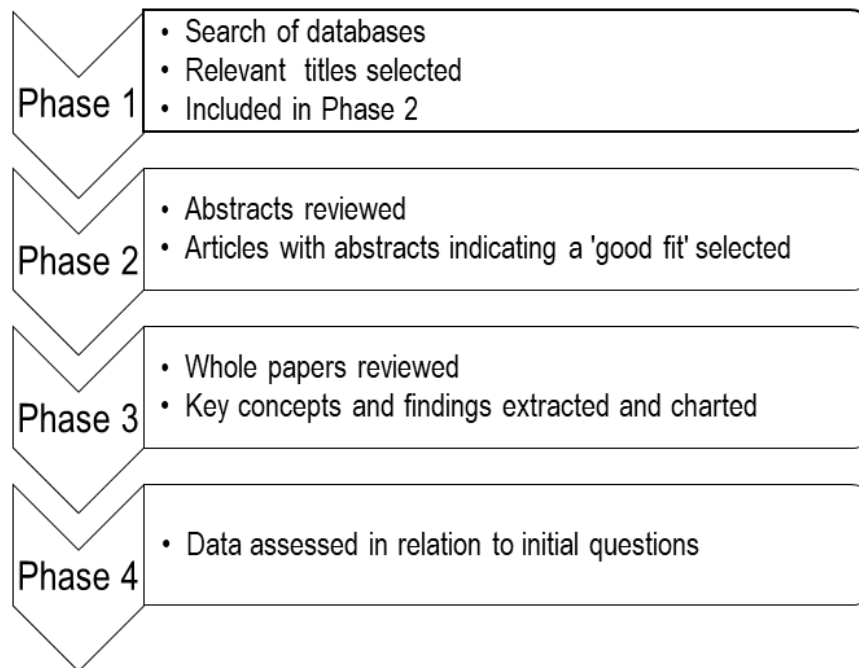 Phase 1
• Search of databases
• Relevant titles selected
• Included in Phase 2
Phase 2
• Abstracts reviewed
• Articles with abstracts indicating a 'good fit' selected
Phase 3
• Whole papers reviewed
• Key concepts and findings extracted and charted
Phase 4
• Data assessed in relation to initial questions